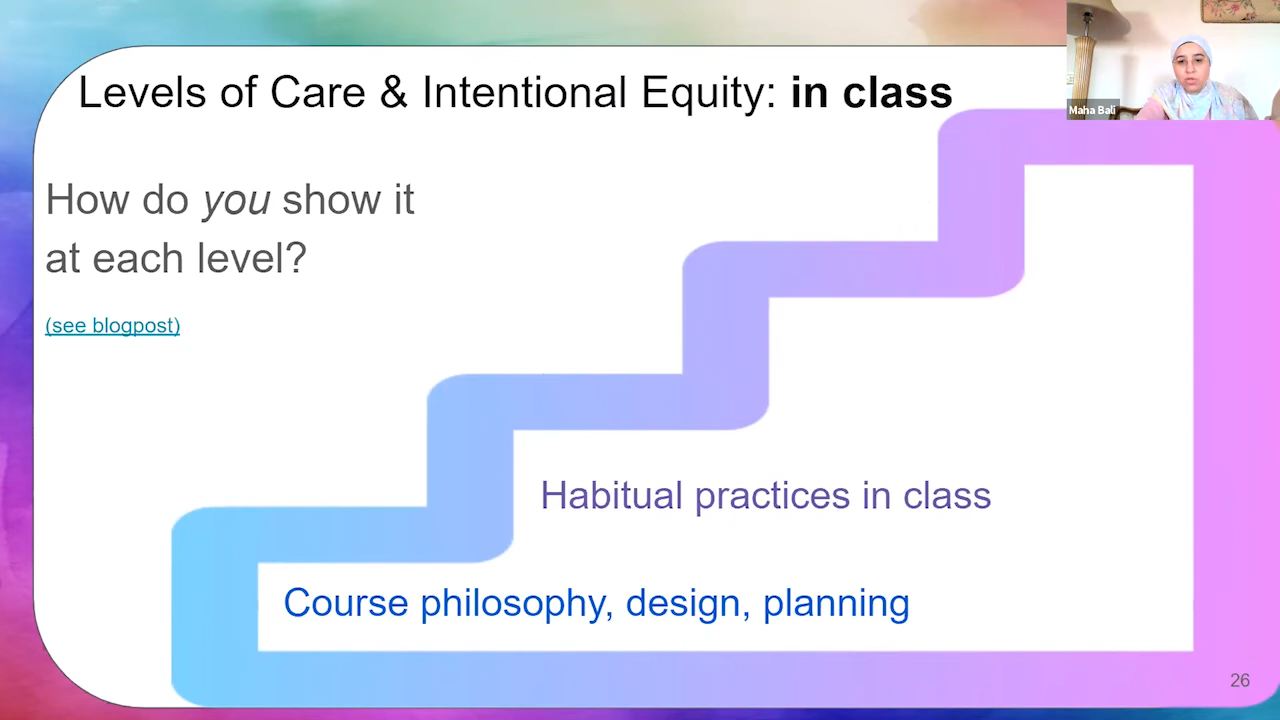 Levels of Care & Intentional Equity: in class
Maha Bali
How do you show it
at each level?
(see blogpost)
Habitual practices in class
Course philosophy, design, planning
26